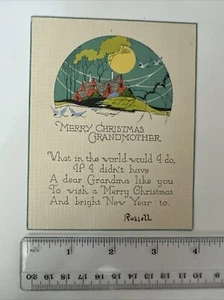 MERRY CHRISTMAS
GRANDMOTHER
What in the world would I do,
If I didn't have
A dear Grandma like you
To wish a "Merry Christmas
And bright "New Year" to.
Russell